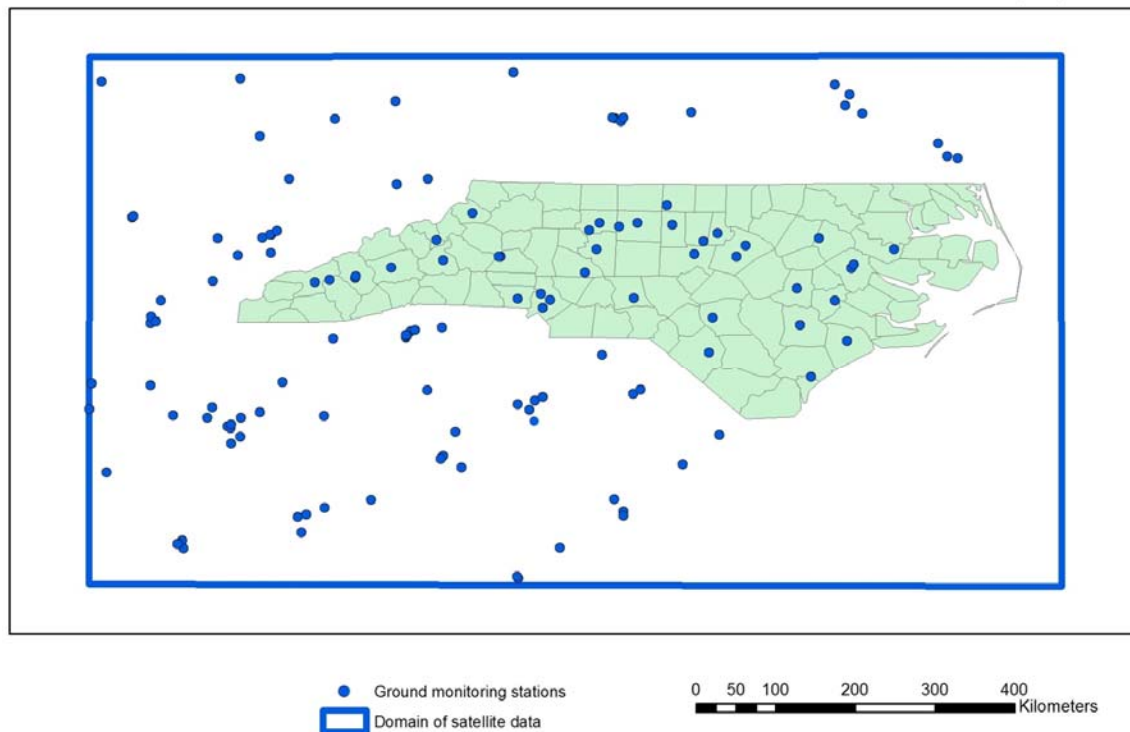 Ground monitoring stations
Domain of satellite data
0 50 100 200 300 400
Kilometers